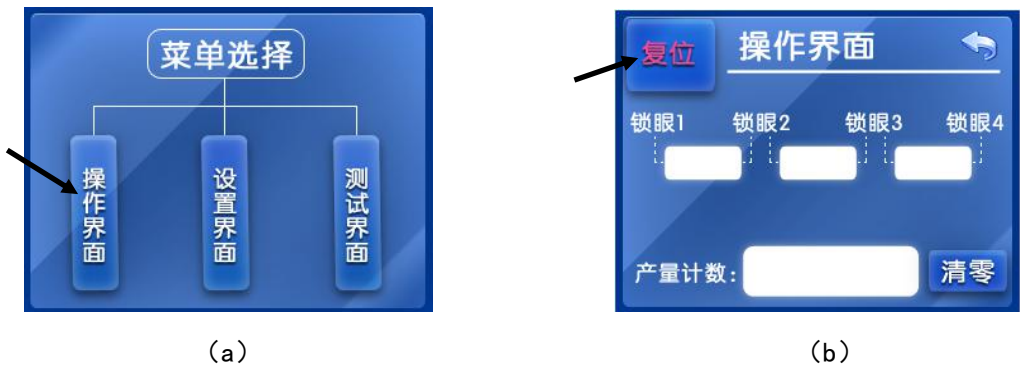 菜单选择
操作界面
设置界面
测试界面
(a)
复位
操作界面
锁眼1 锁眼2 锁眼3 锁眼4
产量计数:
清零
(b)